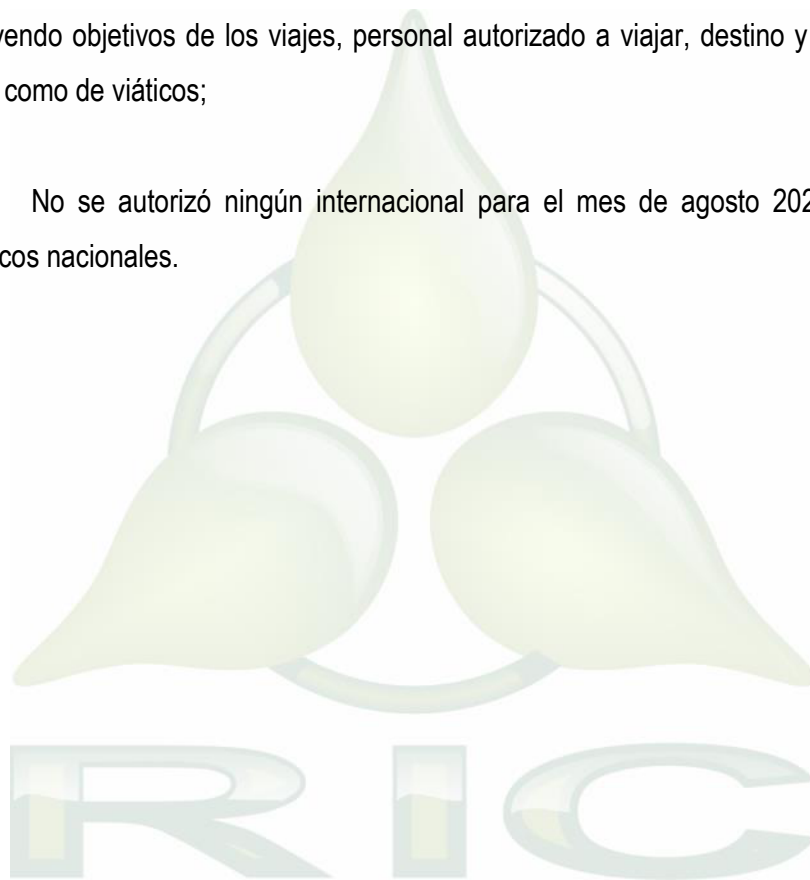 yendo objetivos de los viajes, personal autorizado a viajar, destino y
como de viáticos;
No se autorizó ningún internacional para el mes de agosto 202
cos nacionales.
RIC